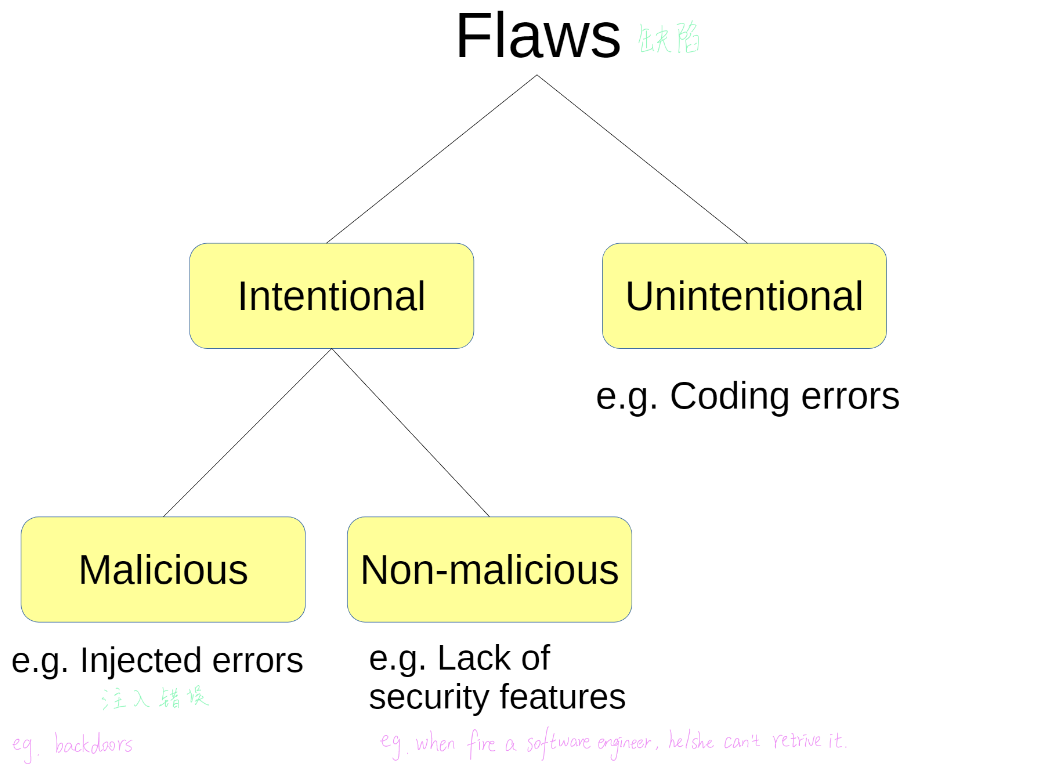 Flaws 缺陷
Intentional
Unintentional
e.g. Coding errors
Malicious
Non-malicious
e.g. Injected errors
注入错误
eg. backdoors
e.g. Lack of
security features
eg. when fire a software engineer, he/she can't retrive it.